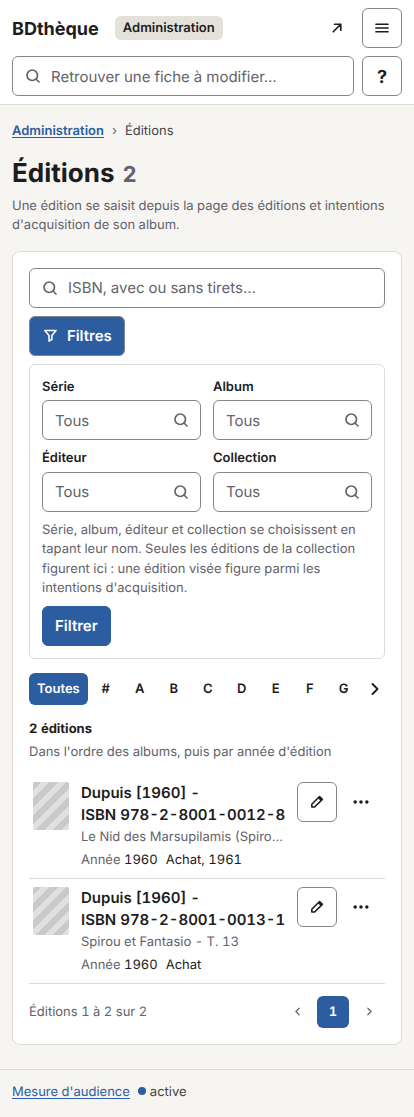 BDthèque Administration
Retrouver une fiche à modifier... ?
Administration › Éditions
Éditions 2
Une édition se saisit depuis la page des éditions et intentions
d'acquisition de son album.
ISBN, avec ou sans tirets...
Filtres
Série Album
Tous Tous
Éditeur Collection
Tous Tous
Série, album, éditeur et collection se choisissent en
tapant leur nom. Seules les éditions de la collection
figurent ici : une édition visée figure parmi les
intentions d'acquisition.
Filtrer
Toutes # A B C D E F G
2 éditions
Dans l'ordre des albums, puis par année d'édition
Dupuis [1960] -
ISBN 978-2-8001-0012-8
Le Nid des Marsupilamis (Spiro...
Année 1960 Achat, 1961
Dupuis [1960] -
ISBN 978-2-8001-0013-1
Spirou et Fantasio - T. 13
Année 1960 Achat
Éditions 1 à 2 sur 2 ‹ 1 ›
Mesure d'audience active